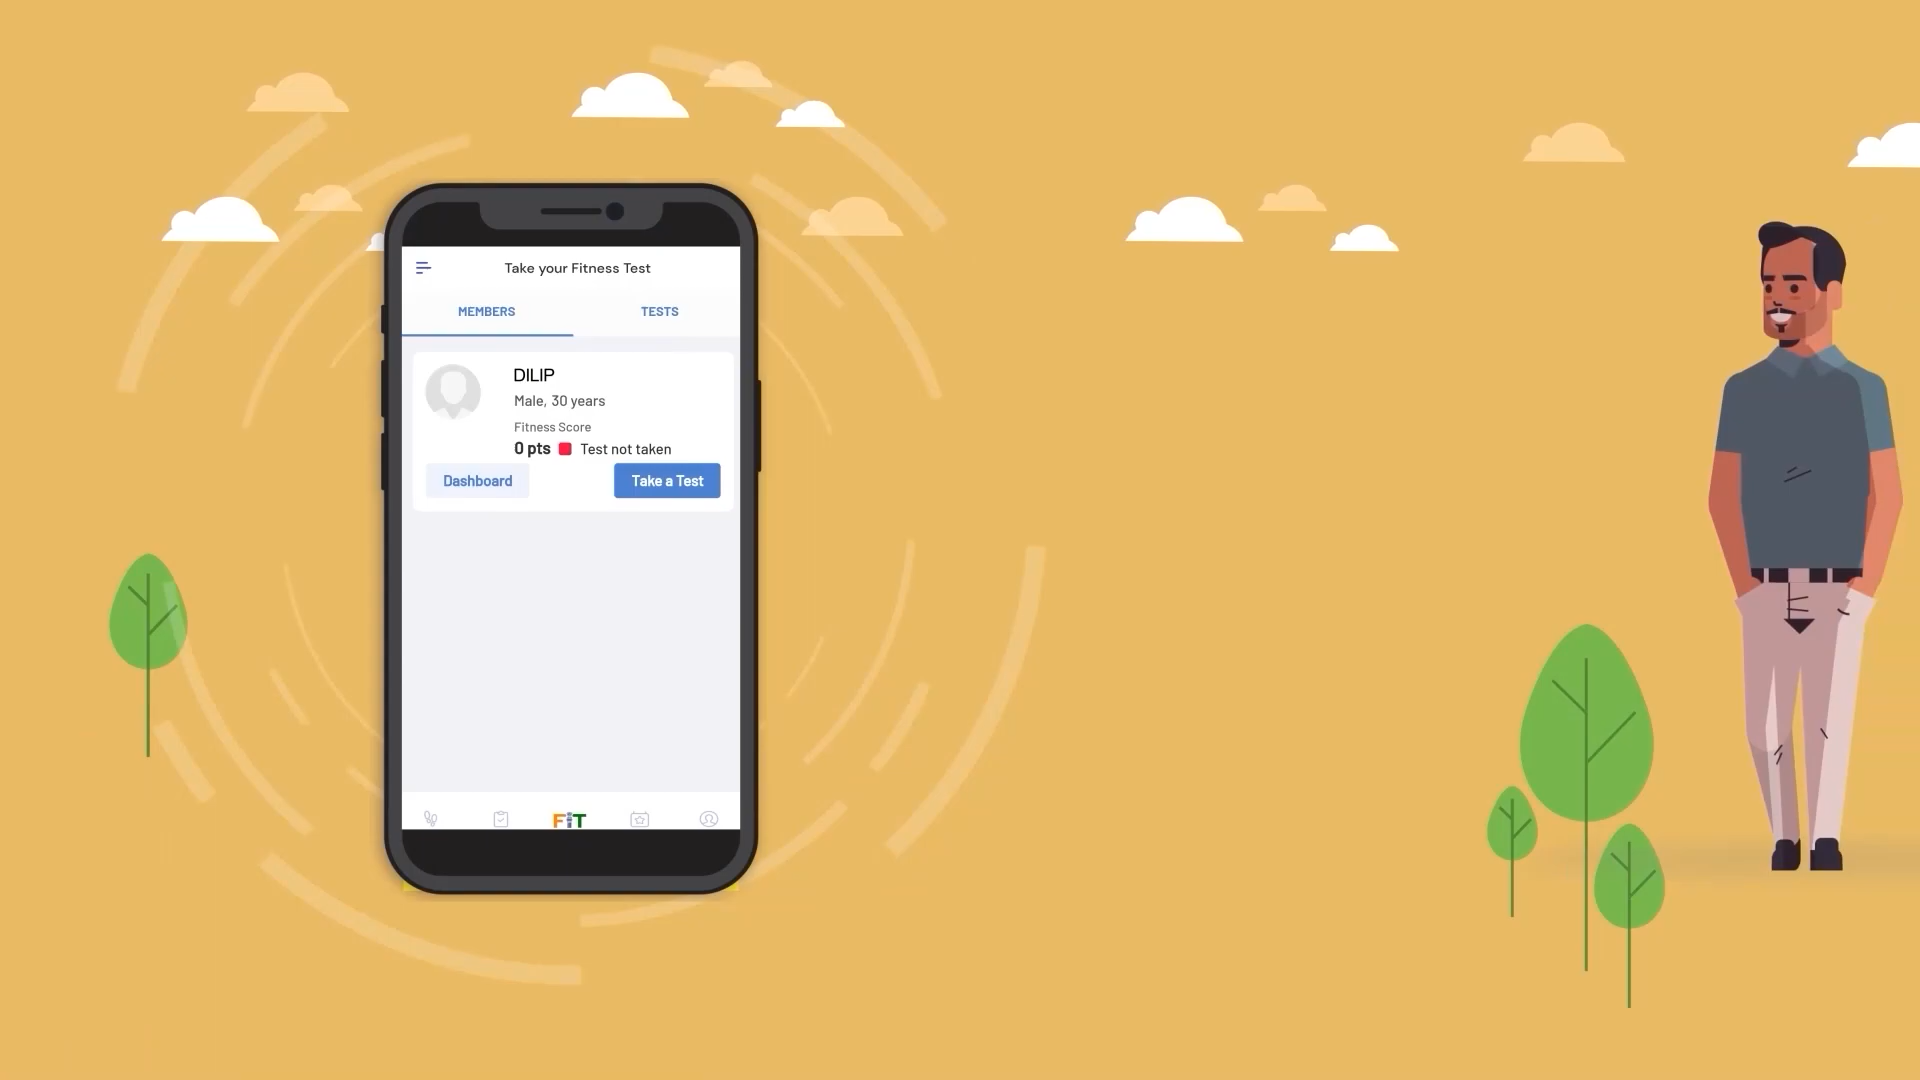 Take your Fitness Test
MEMBERS TESTS
DILIP
Male, 30 years
Fitness Score
0 pts Test not taken
Dashboard Take a Test
FiT